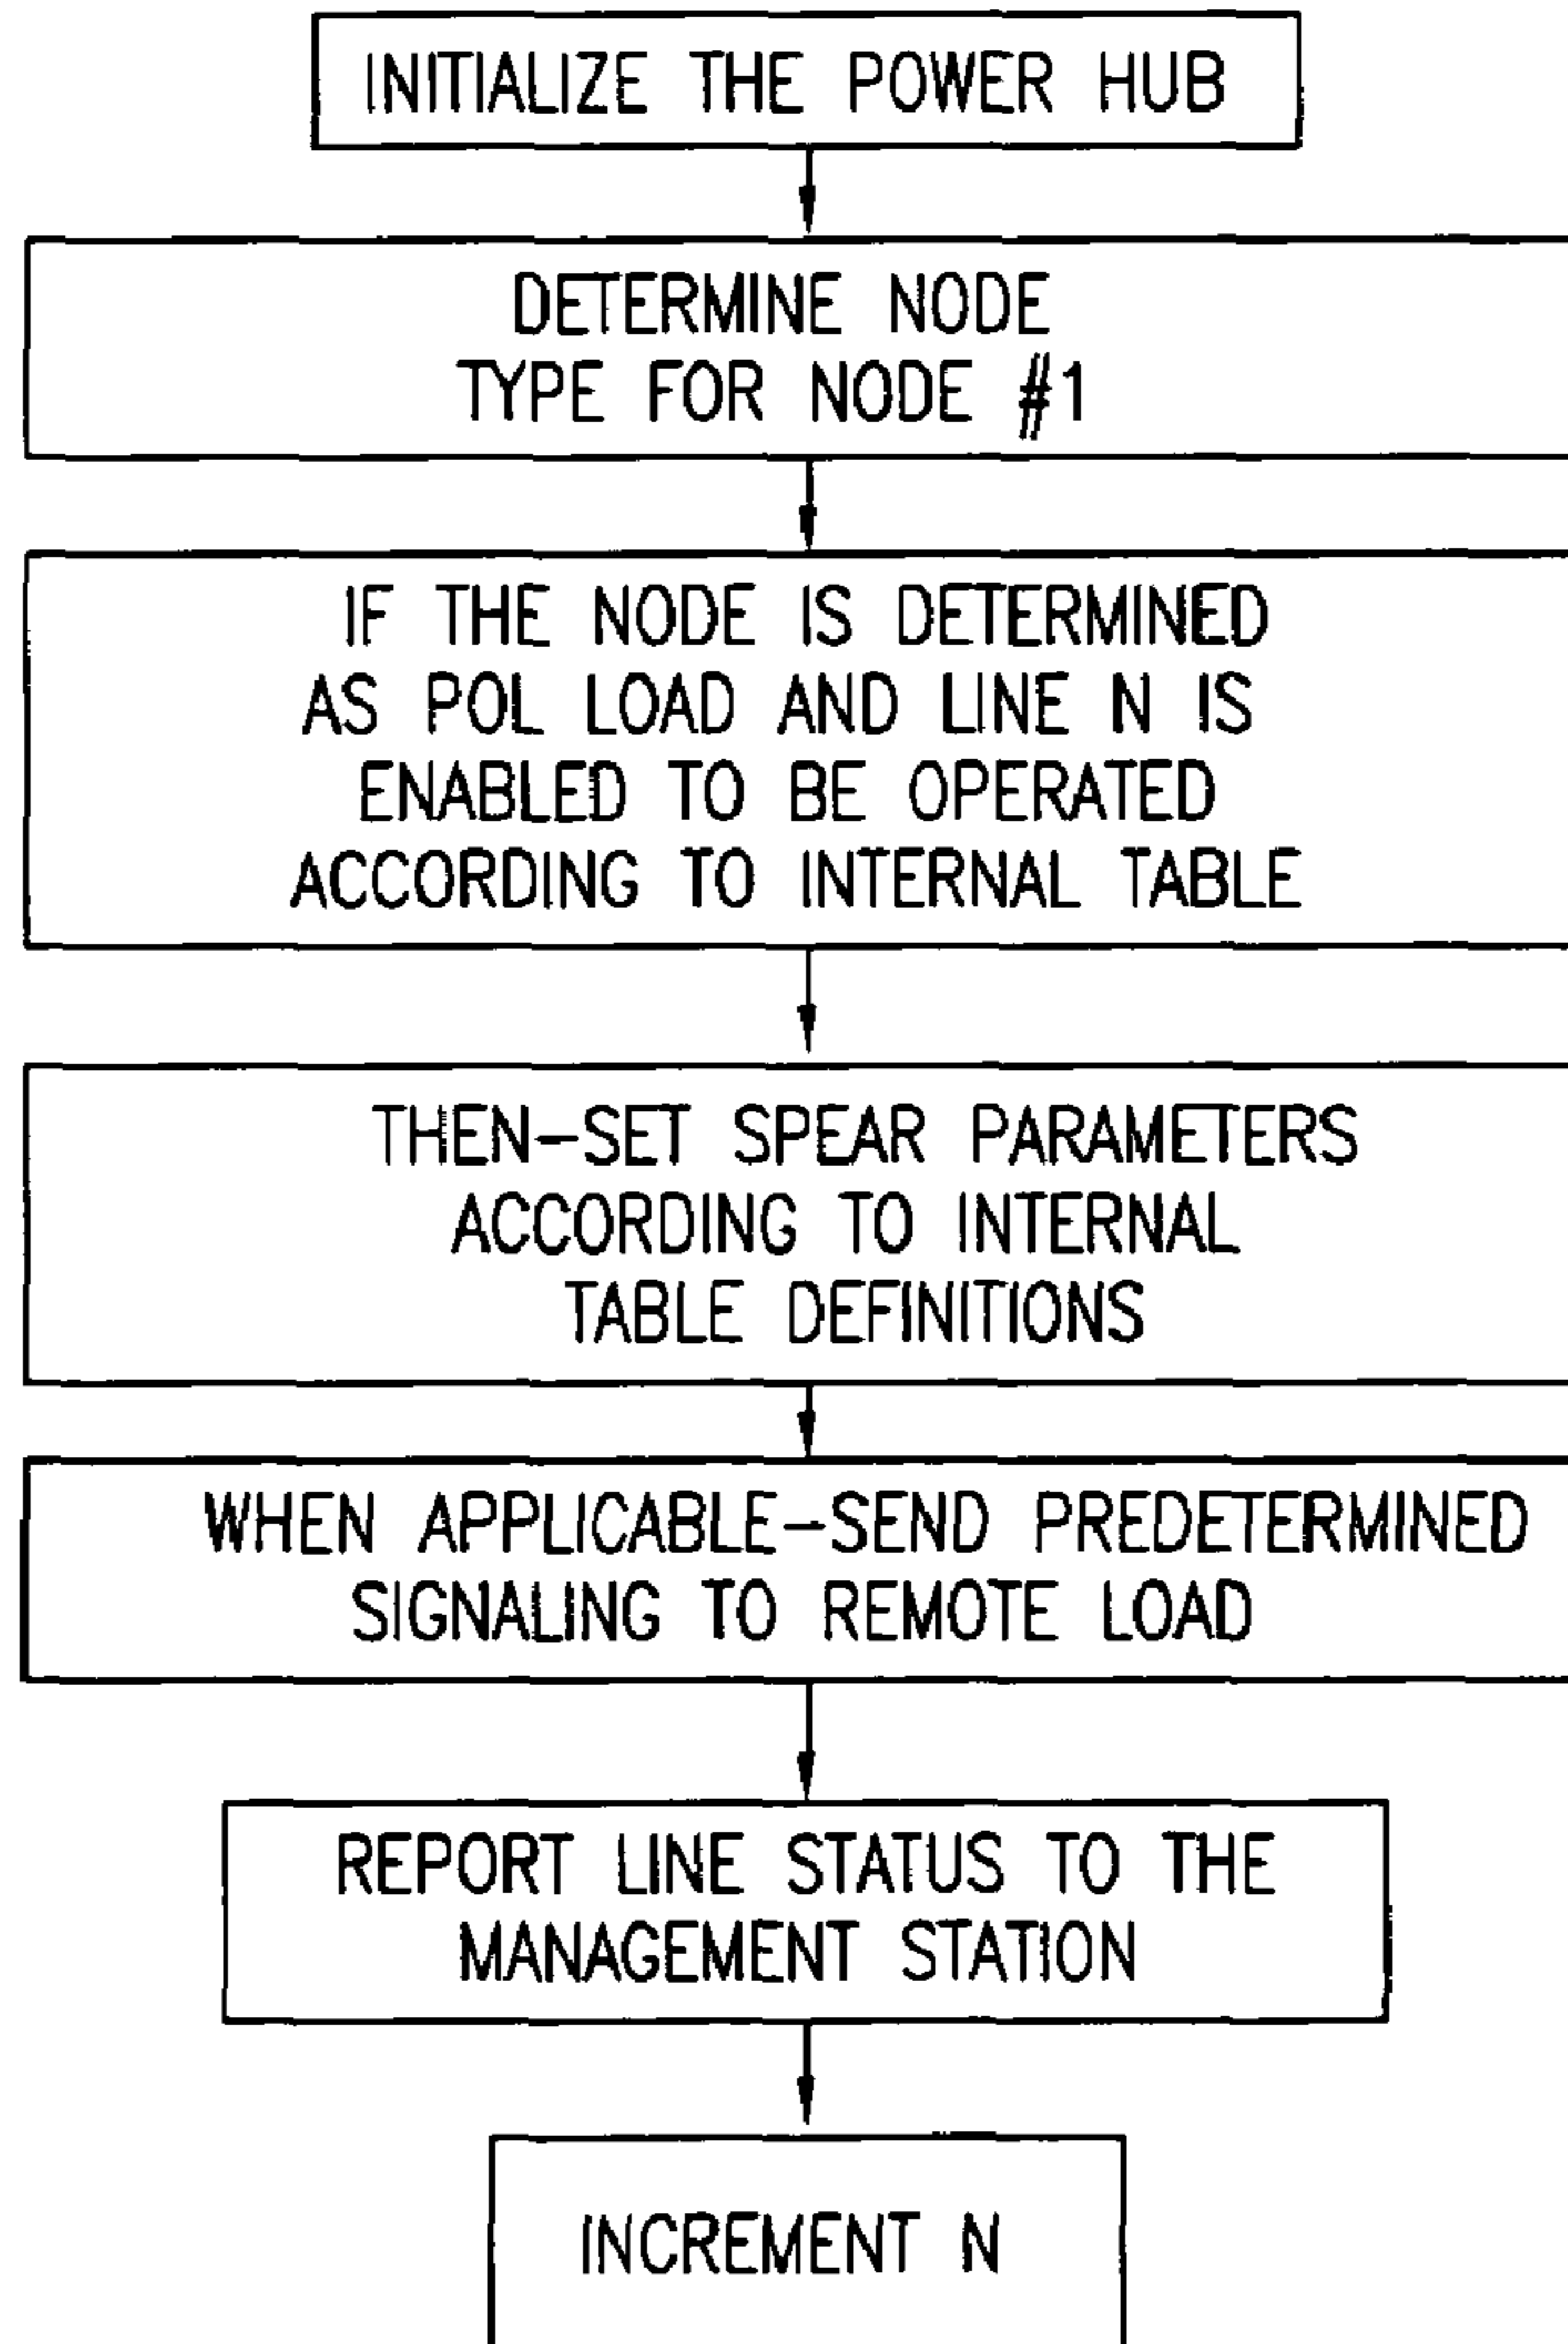 INITIALIZE THE POWER HUB
DETERMINE NODE
TYPE FOR NODE #1
IF THE NODE IS DETERMINED
AS POL LOAD AND LINE N IS
ENABLED TO BE OPERATED
ACCORDING TO INTERNAL TABLE
THEN-SET SPEAR PARAMETERS
ACCORDING TO INTERNAL
TABLE DEFINITIONS
WHEN APPLICABLE-SEND PREDETERMINED
SIGNALING TO REMOTE LOAD
REPORT LINE STATUS TO THE
MANAGEMENT STATION
INCREMENT N